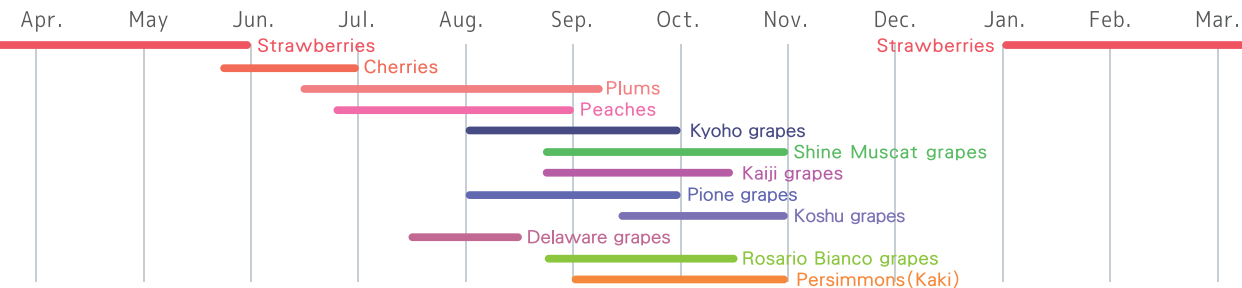 Apr. May Jun. Jul. Aug. Sep. Oct. Nov. Dec. Jan. Feb. Mar.
Strawberries Strawberries
Cherries
Plums
Peaches
Kyoho grapes
Shine Muscat grapes
Kaiji grapes
Pione grapes
Koshu grapes
Delaware grapes
Rosario Bianco grapes
Persimmons(Kaki)